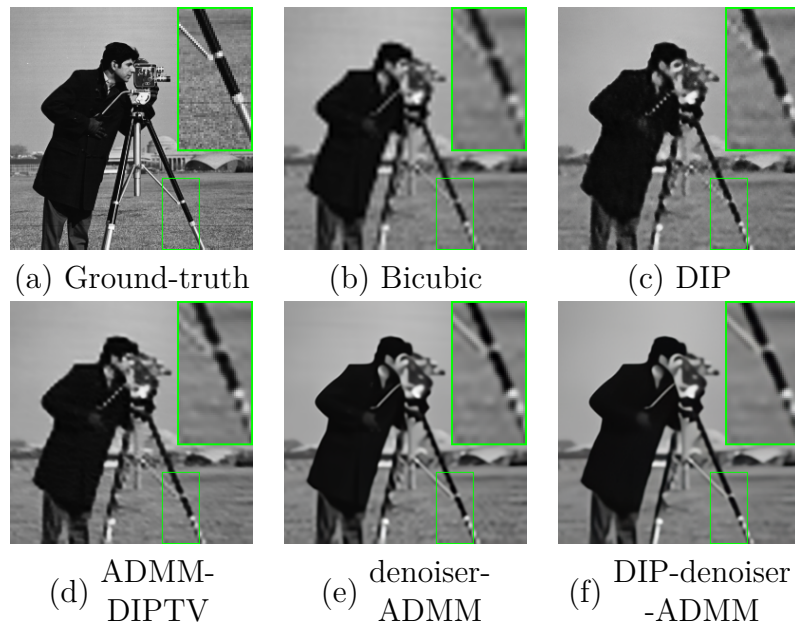 (a) Ground-truth
(b) Bicubic
(c) DIP
(d) ADMM-
DIPTV
(e) denoiser-
ADMM
(f) DIP-denoiser
-ADMM